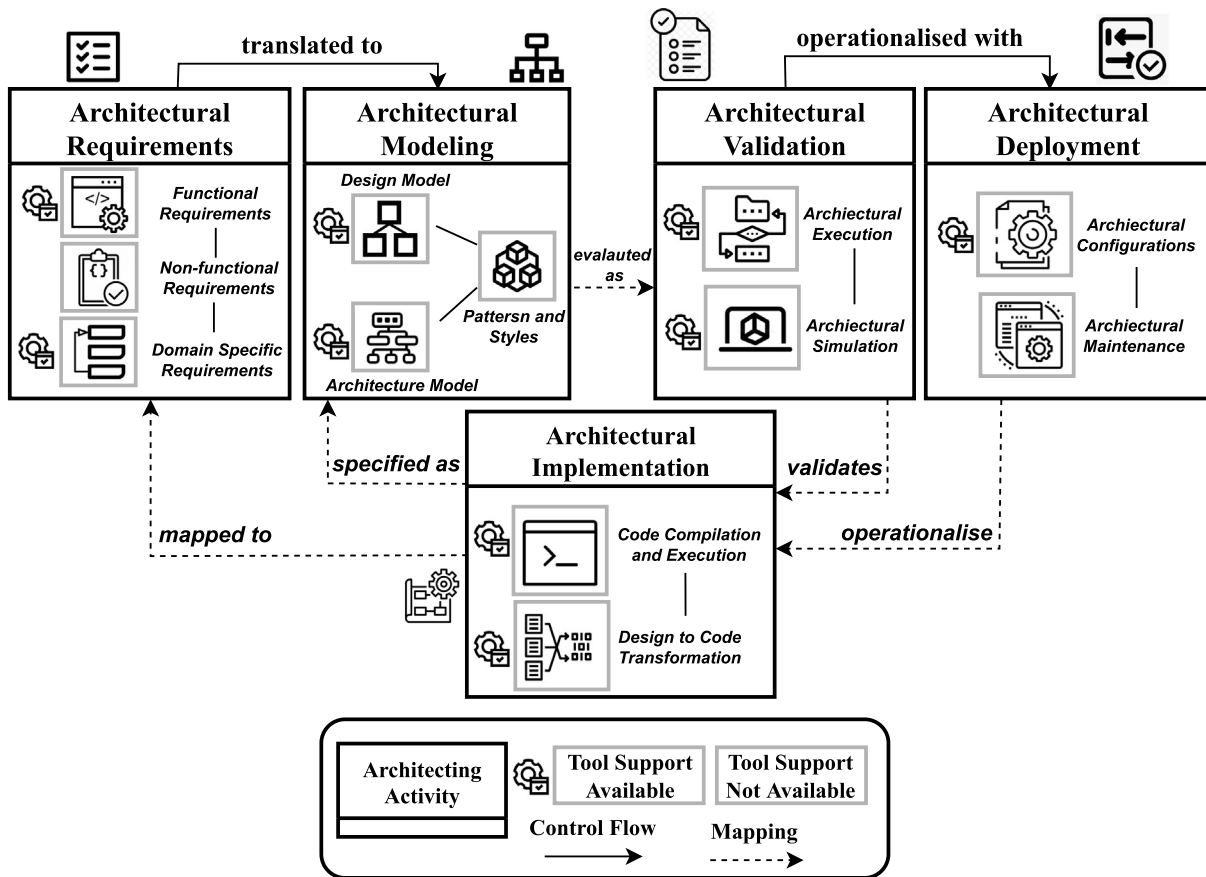 translated to
operationalised with
Architectural
Requirements
Functional
Requirements
Non-functional
Requirements
Domain Specific
Requirements
Architectural
Modeling
Design Model
Pattersn and
Styles
Architecture Model
evalauted
as
Architectural
Validation
Archiectural
Execution
Archiectural
Simulation
Architectural
Deployment
Archiectural
Configurations
Archiectural
Maintenance
specified as
mapped to
validates
operationalise
Architectural
Implementation
Code Compilation
and Execution
Design to Code
Transformation
Architecting
Activity
Tool Support
Available
Tool Support
Not Available
Control Flow
Mapping